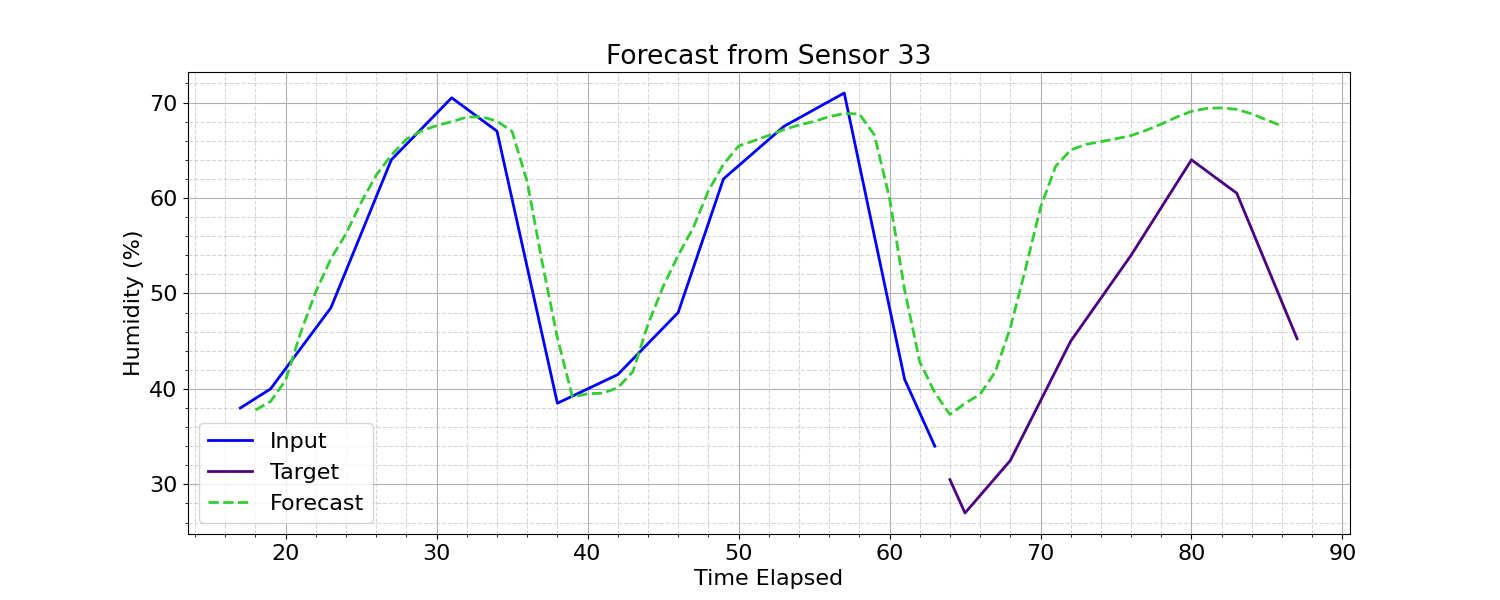 Forecast from Sensor 33
Humidity (%)
70
60
50
40
30
Input
Target
Forecast
20 30 40 50 60 70 80 90
Time Elapsed